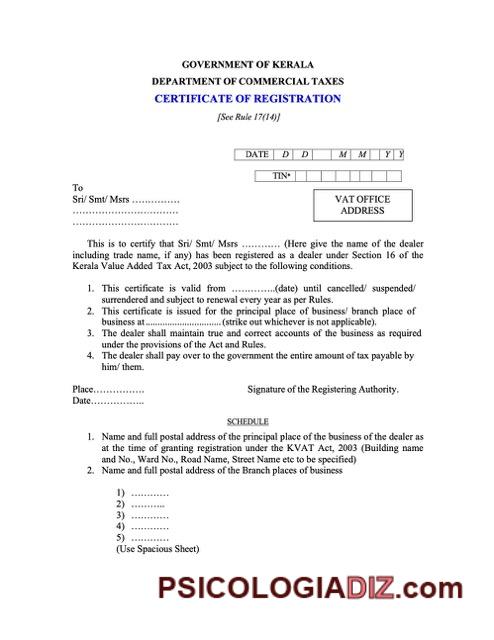 GOVERNMENT OF KERALA
DEPARTMENT OF COMMERCIAL TAXES
CERTIFICATE OF REGISTRATION
[See Rule 17(14)]
DATE D D M M Y Y
TIN*
To
Sri/ Smt/ Msrs ……………
……………………………
……………………………
VAT OFFICE
ADDRESS
This is to certify that Sri/ Smt/ Msrs ………… (Here give the name of the dealer
including trade name, if any) has been registered as a dealer under Section 16 of the
Kerala Value Added Tax Act, 2003 subject to the following conditions.
1. This certificate is valid from …………..(date) until cancelled/ suspended/
surrendered and subject to renewal every year as per Rules.
2. This certificate is issued for the principal place of business/ branch place of
business at............................(strike out whichever is not applicable).
3. The dealer shall maintain true and correct accounts of the business as required
under the provisions of the Act and Rules.
4. The dealer shall pay over to the government the entire amount of tax payable by
him/ them.
Place…………….
Signature of the Registering Authority.
Date……………..
SCHEDULE
1. Name and full postal address of the principal place of the business of the dealer as
at the time of granting registration under the KVAT Act, 2003 (Building name
and No., Ward No., Road Name, Street Name etc to be specified)
2. Name and full postal address of the Branch places of business
1) …………
2) ………..
3) …………
4) …………
5) …………
(Use Spacious Sheet)
PSICOLOGIADIZ.com